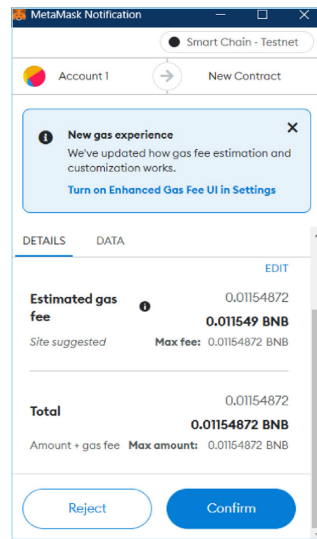 MetaMask Notification
Smart Chain - Testnet
Account 1
New Contract
New gas experience
We've updated how gas fee estimation and
customization works.
Turn on Enhanced Gas Fee UI in Settings
DETAILS DATA
EDIT
Estimated gas fee
0.01154872
0.011549 BNB
Site suggested Max fee: 0.01154872 BNB
0.01154872
Total
0.01154872 BNB
Amount + gas fee Max amount: 0.01154872 BNB
Reject Confirm